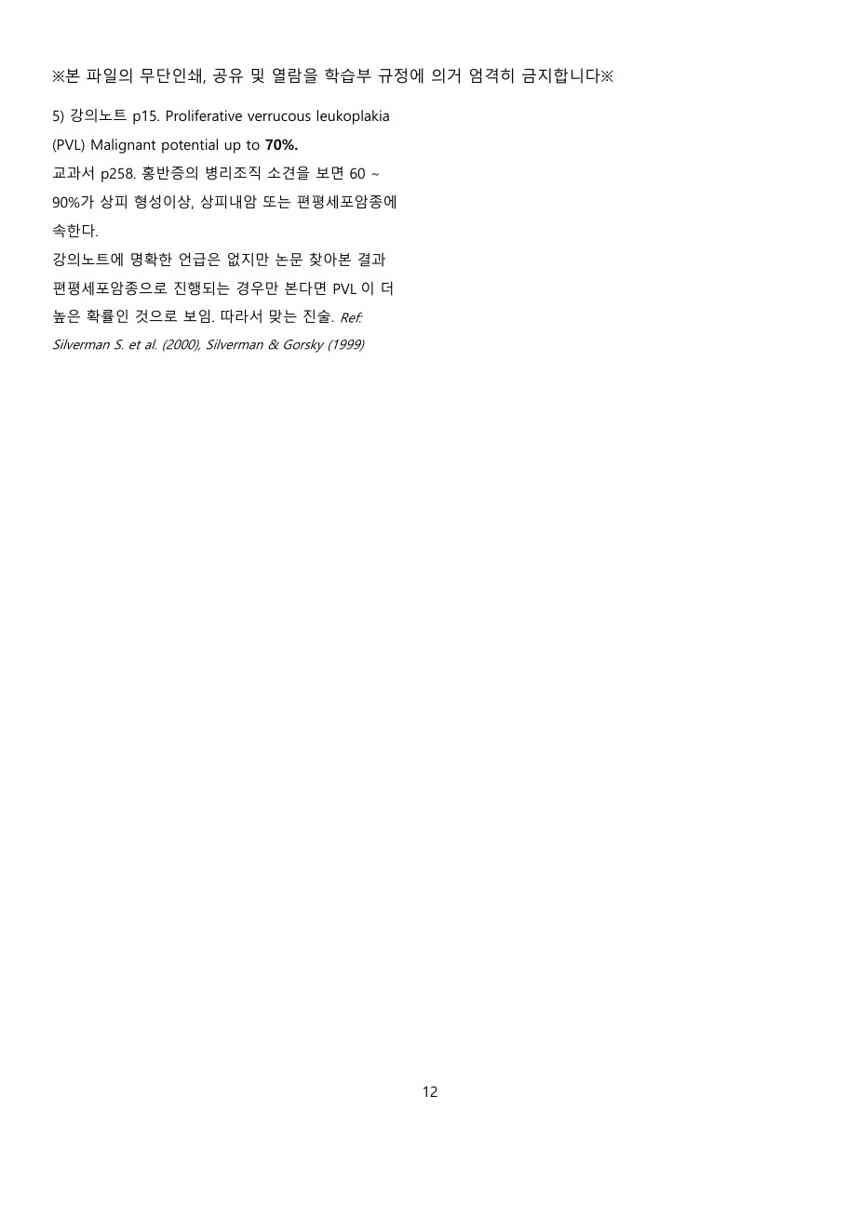 ※본 파일의 무단인쇄, 공유 및 열람을 학습부 규정에 의거 엄격히 금지합니다※
5) 강의노트 p15. Proliferative verrucous leukoplakia
(PVL) Malignant potential up to 70%.
교과서 p258. 홍반증의 병리조직 소견을 보면 60 ~
90%가 상피 형성이상, 상피내암 또는 편평세포암종에
속한다.
강의노트에 명확한 언급은 없지만 논문 찾아본 결과
편평세포암종으로 진행되는 경우만 본다면 PVL 이 더
높은 확률인 것으로 보임. 따라서 맞는 진술. Ref:
Silverman S. et al. (2000), Silverman & Gorsky (1999)
12